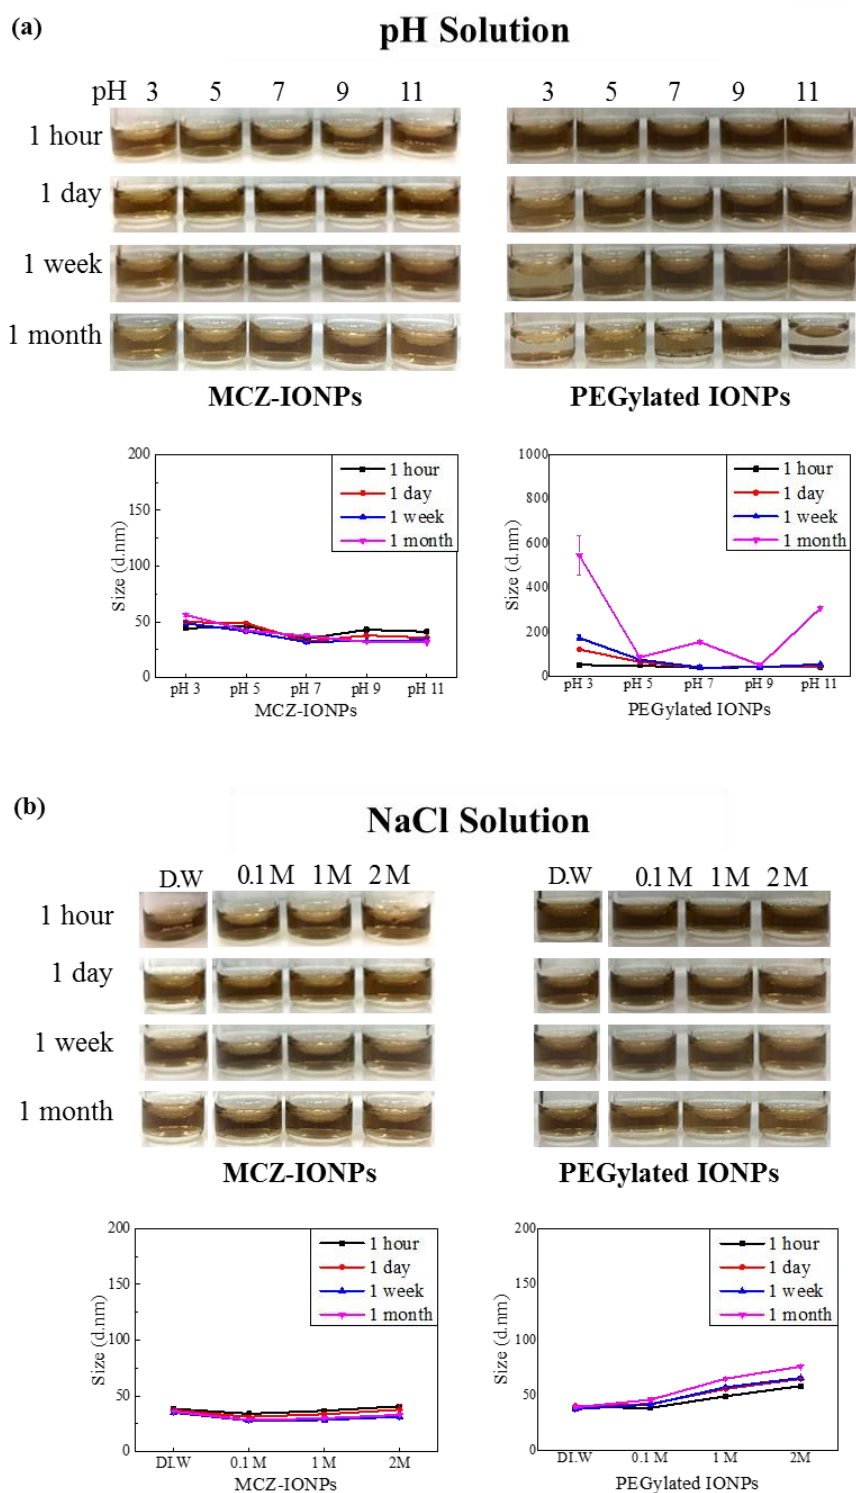 (a)
pH Solution
pH 3 5 7 9 11
3 5 7 9 11
1 hour
1 day
1 week
1 month
MCZ-IONPs
PEGylated IONPs
200
150
100
50
0
Size (d.nm)
1 hour
1 day
1 week
1 month
pH 3 pH 5 pH 7 pH 9 pH 11
MCZ-IONPs
1000
800
600
400
200
0
Size (d.nm)
1 hour
1 day
1 week
1 month
pH 3 pH 5 pH 7 pH 9 pH 11
PEGylated IONPs
(b)
NaCl Solution
D.W 0.1 M 1 M 2 M
D.W 0.1 M 1 M 2 M
1 hour
1 day
1 week
1 month
MCZ-IONPs
PEGylated IONPs
200
150
100
50
0
Size (d.nm)
1 hour
1 day
1 week
1 month
DI.W 0.1 M 1 M 2M
MCZ-IONPs
200
150
100
50
0
Size (d.nm)
1 hour
1 day
1 week
1 month
DI.W 0.1 M 1 M 2M
PEGylated IONPs